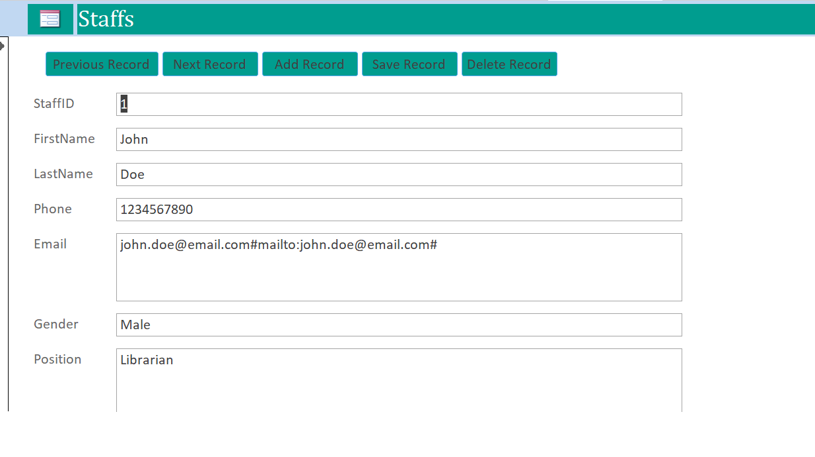 Staffs
Previous Record Next Record Add Record Save Record Delete Record
StaffID 1
FirstName John
LastName Doe
Phone 1234567890
Email john.doe@email.com#mailto:john.doe@email.com#
Gender Male
Position Librarian